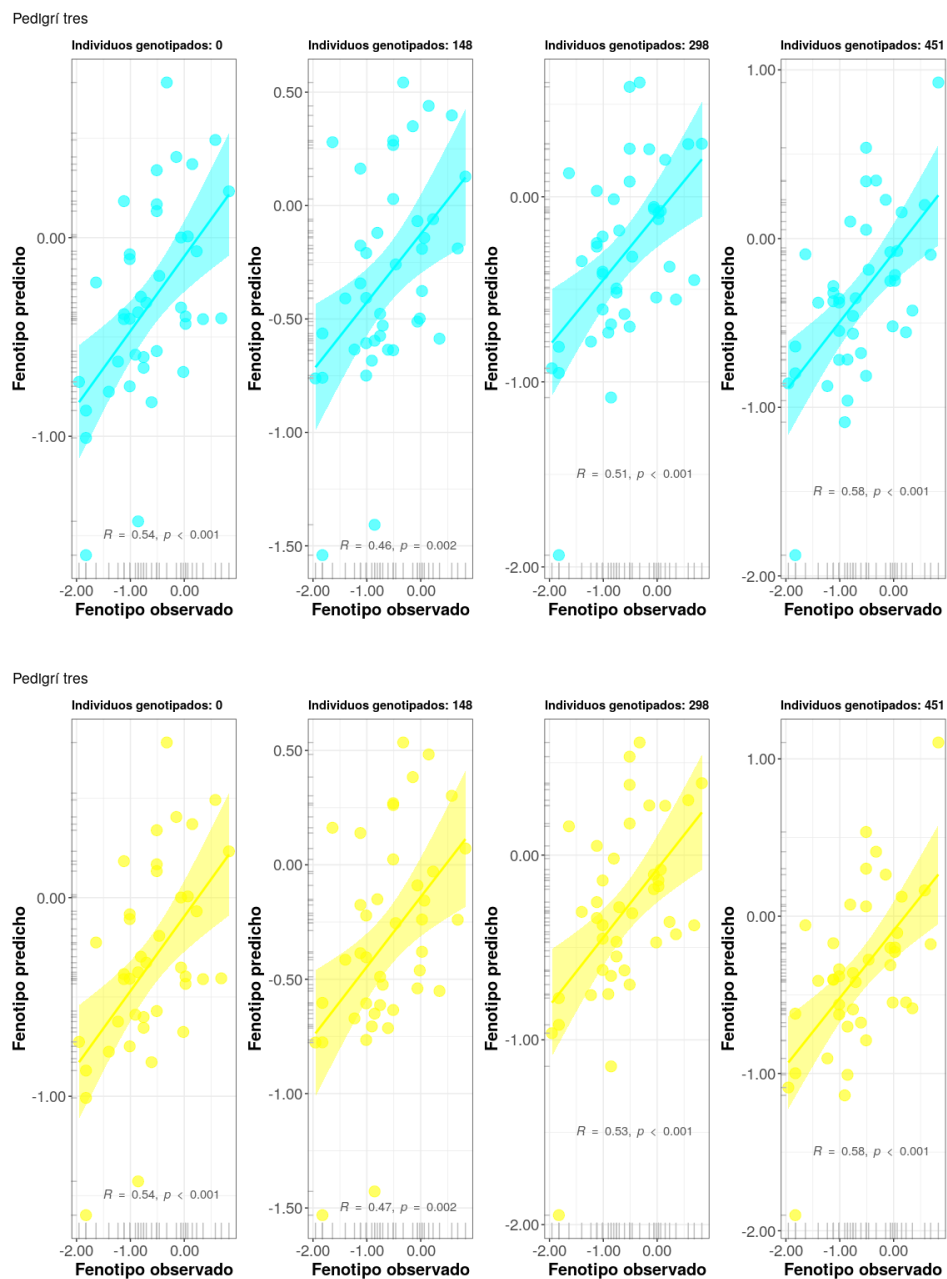 Pedigrí tres
Individuos genotipados: 0
Individuos genotipados: 148
Individuos genotipados: 298
Individuos genotipados: 451
Fenotipo predicho
0.00
-1.00
R = 0.54, p < 0.001
-2.00 -1.00 0.00
Fenotipo observado
Fenotipo predicho
0.50
0.00
-0.50
-1.00
-1.50
R = 0.46, p = 0.002
-2.00 -1.00 0.00
Fenotipo observado
Fenotipo predicho
0.00
-1.00
-2.00
R = 0.51, p < 0.001
-2.00 -1.00 0.00
Fenotipo observado
Fenotipo predicho
1.00
0.00
-1.00
-2.00
R = 0.58, p < 0.001
-2.00 -1.00 0.00
Fenotipo observado
Pedigrí tres
Individuos genotipados: 0
Individuos genotipados: 148
Individuos genotipados: 298
Individuos genotipados: 451
Fenotipo predicho
0.00
-1.00
R = 0.54, p < 0.001
-2.00 -1.00 0.00
Fenotipo observado
Fenotipo predicho
0.50
0.00
-0.50
-1.00
-1.50
R = 0.47, p = 0.002
-2.00 -1.00 0.00
Fenotipo observado
Fenotipo predicho
0.00
-1.00
-2.00
R = 0.53, p < 0.001
-2.00 -1.00 0.00
Fenotipo observado
Fenotipo predicho
1.00
0.00
-1.00
-2.00
R = 0.58, p < 0.001
-2.00 -1.00 0.00
Fenotipo observado